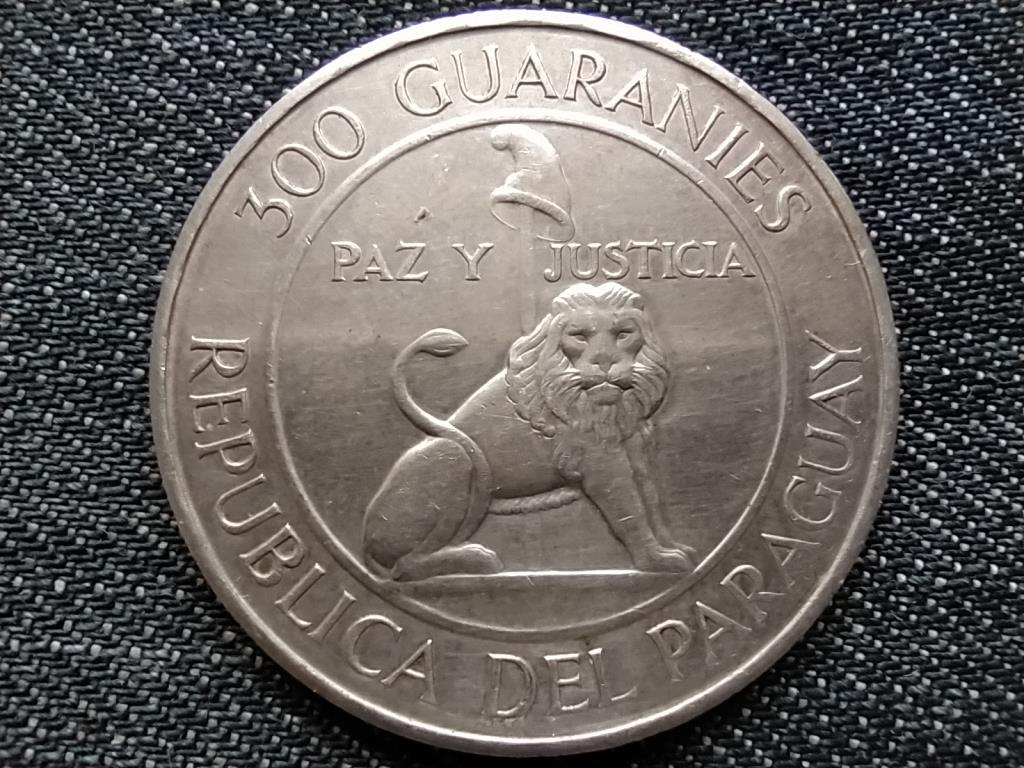 300 GUARANIES
PAZ Y JUSTICIA
REPUBLICA DEL PARAGUAY